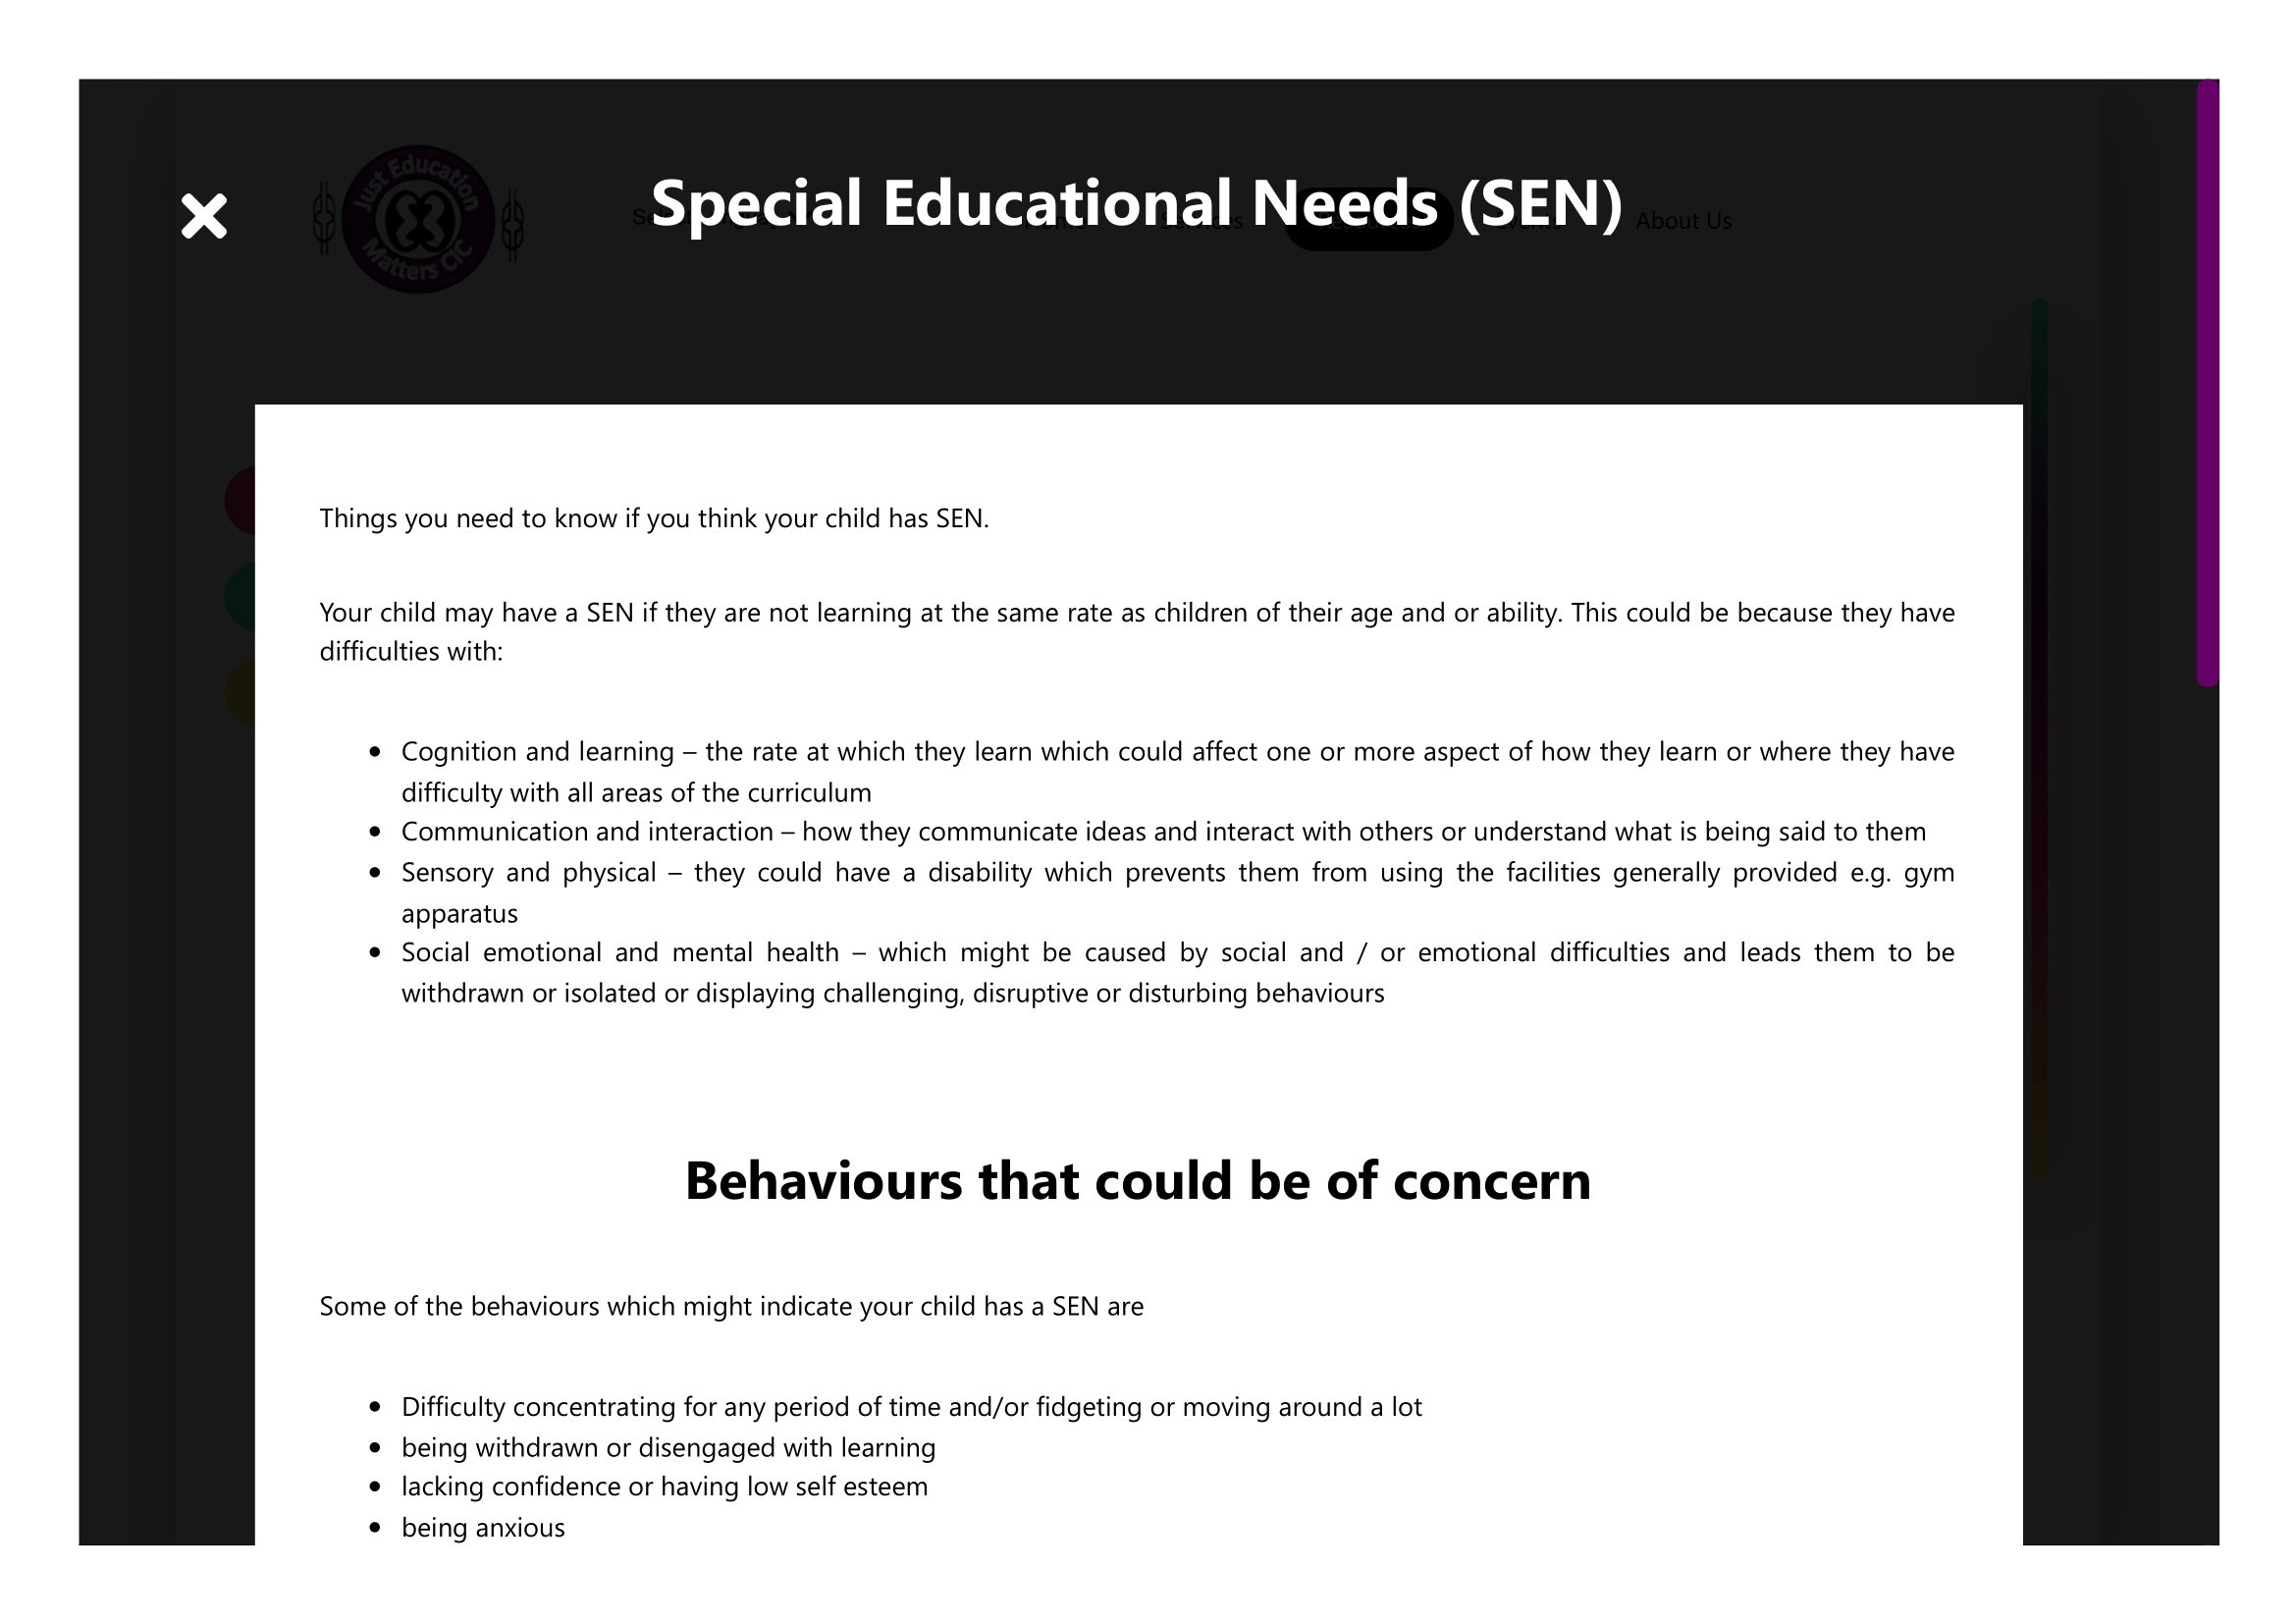 Just Education
Matters CIC
Special Educational Needs (SEN)
About Us
Things you need to know if you think your child has SEN.
Your child may have a SEN if they are not learning at the same rate as children of their age and or ability. This could be because they have
difficulties with:
Cognition and learning – the rate at which they learn which could affect one or more aspect of how they learn or where they have
difficulty with all areas of the curriculum
Communication and interaction – how they communicate ideas and interact with others or understand what is being said to them
Sensory and physical – they could have a disability which prevents them from using the facilities generally provided e.g. gym
apparatus
Social emotional and mental health – which might be caused by social and / or emotional difficulties and leads them to be
withdrawn or isolated or displaying challenging, disruptive or disturbing behaviours
Behaviours that could be of concern
Some of the behaviours which might indicate your child has a SEN are
Difficulty concentrating for any period of time and/or fidgeting or moving around a lot
being withdrawn or disengaged with learning
lacking confidence or having low self esteem
being anxious